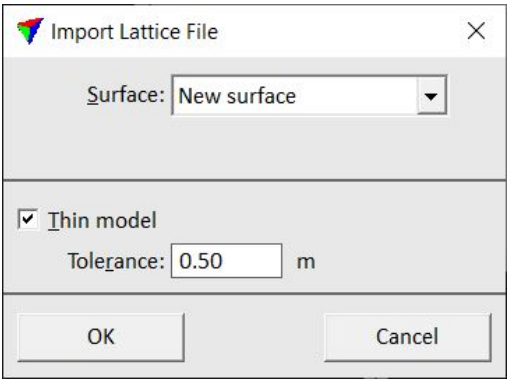 Import Lattice File
Surface: New surface
Thin model
Tolerance: 0.50 m
OK Cancel